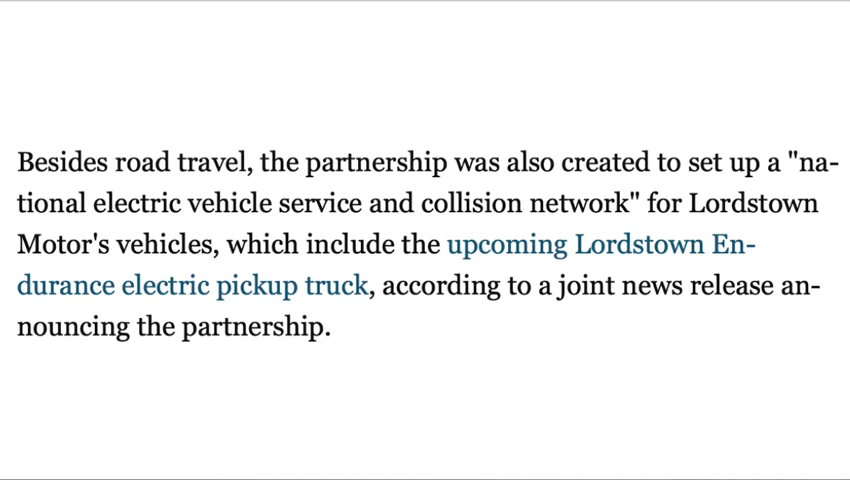 Besides road travel, the partnership was also created to set up a "na-
tional electric vehicle service and collision network" for Lordstown
Motor's vehicles, which include the upcoming Lordstown En-
durance electric pickup truck, according to a joint news release an-
nouncing the partnership.